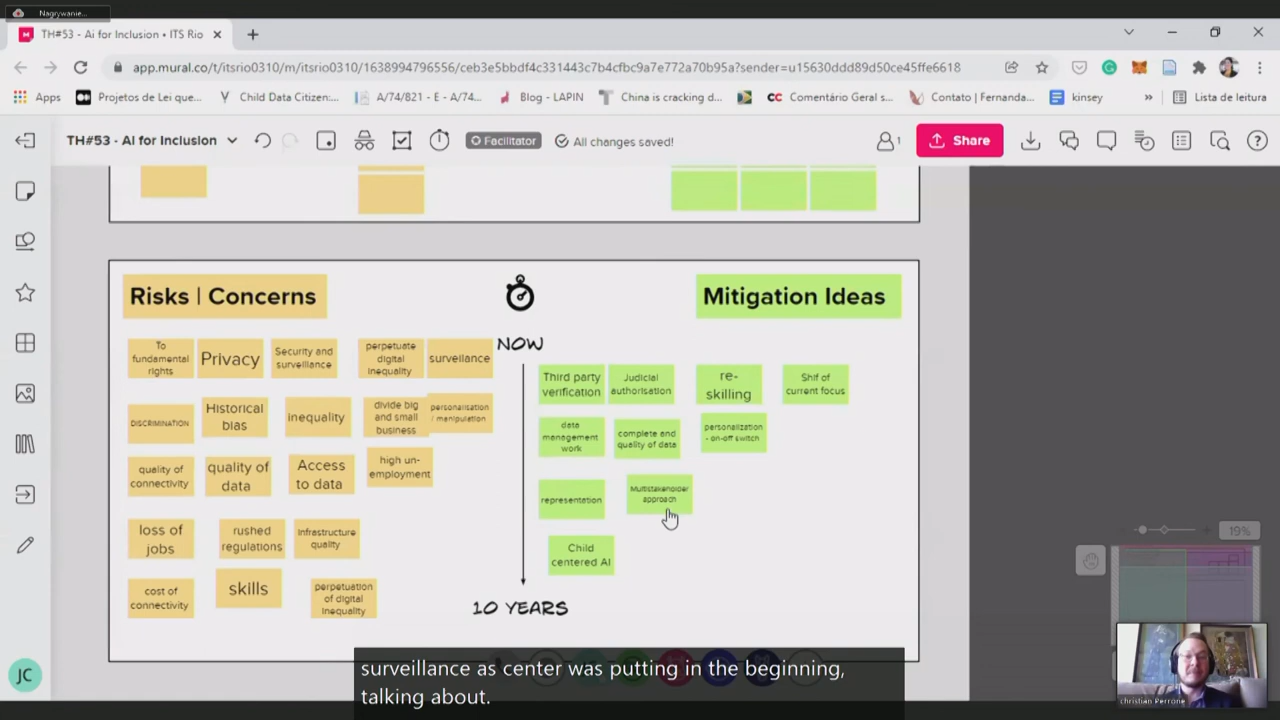 Nagrywanie...
TH#53 - Ai for Inclusion • ITS Rio
app.mural.co/t/itsrio0310/m/itsrio0310/1638994796556/ceb3e5bbdf4c331443c7b4cfbc9a7e772a70b95a?sender=u15630ddd89d50ce45ffe6618
Apps
Projetos de Lei que...
Child Data Citizen:...
A/74/821 - E - A/74...
Blog - LAPIN
China is cracking d...
CC Comentário Geral s...
Contato | Fernanda...
kinsey
»
Lista de leitura
TH#53 - AI for Inclusion
Facilitator
All changes saved!
1
Share
Risks | Concerns
Mitigation Ideas
NOW
To
fundamental
rights
Privacy
Security and
surveillance
perpetuate
digital
inequality
surveillance
DISCRIMINATION
Historical
bias
inequality
divide big
and small
business
personalisation
/ manipulation
quality of
connectivity
quality of
data
Access
to data
high un-
employment
loss of
jobs
rushed
regulations
Infrastructure
quality
cost of
connectivity
skills
perpetuation
of digital
inequality
Third party
verification
Judicial
authorisation
re-
skilling
Shif of
current focus
data
management
work
complete and
quality of data
personalization
- on-off switch
representation
Multistakeholder
approach
Child
centered AI
10 YEARS
19%
JC
surveillance as center was putting in the beginning,
talking about.
christian Perrone